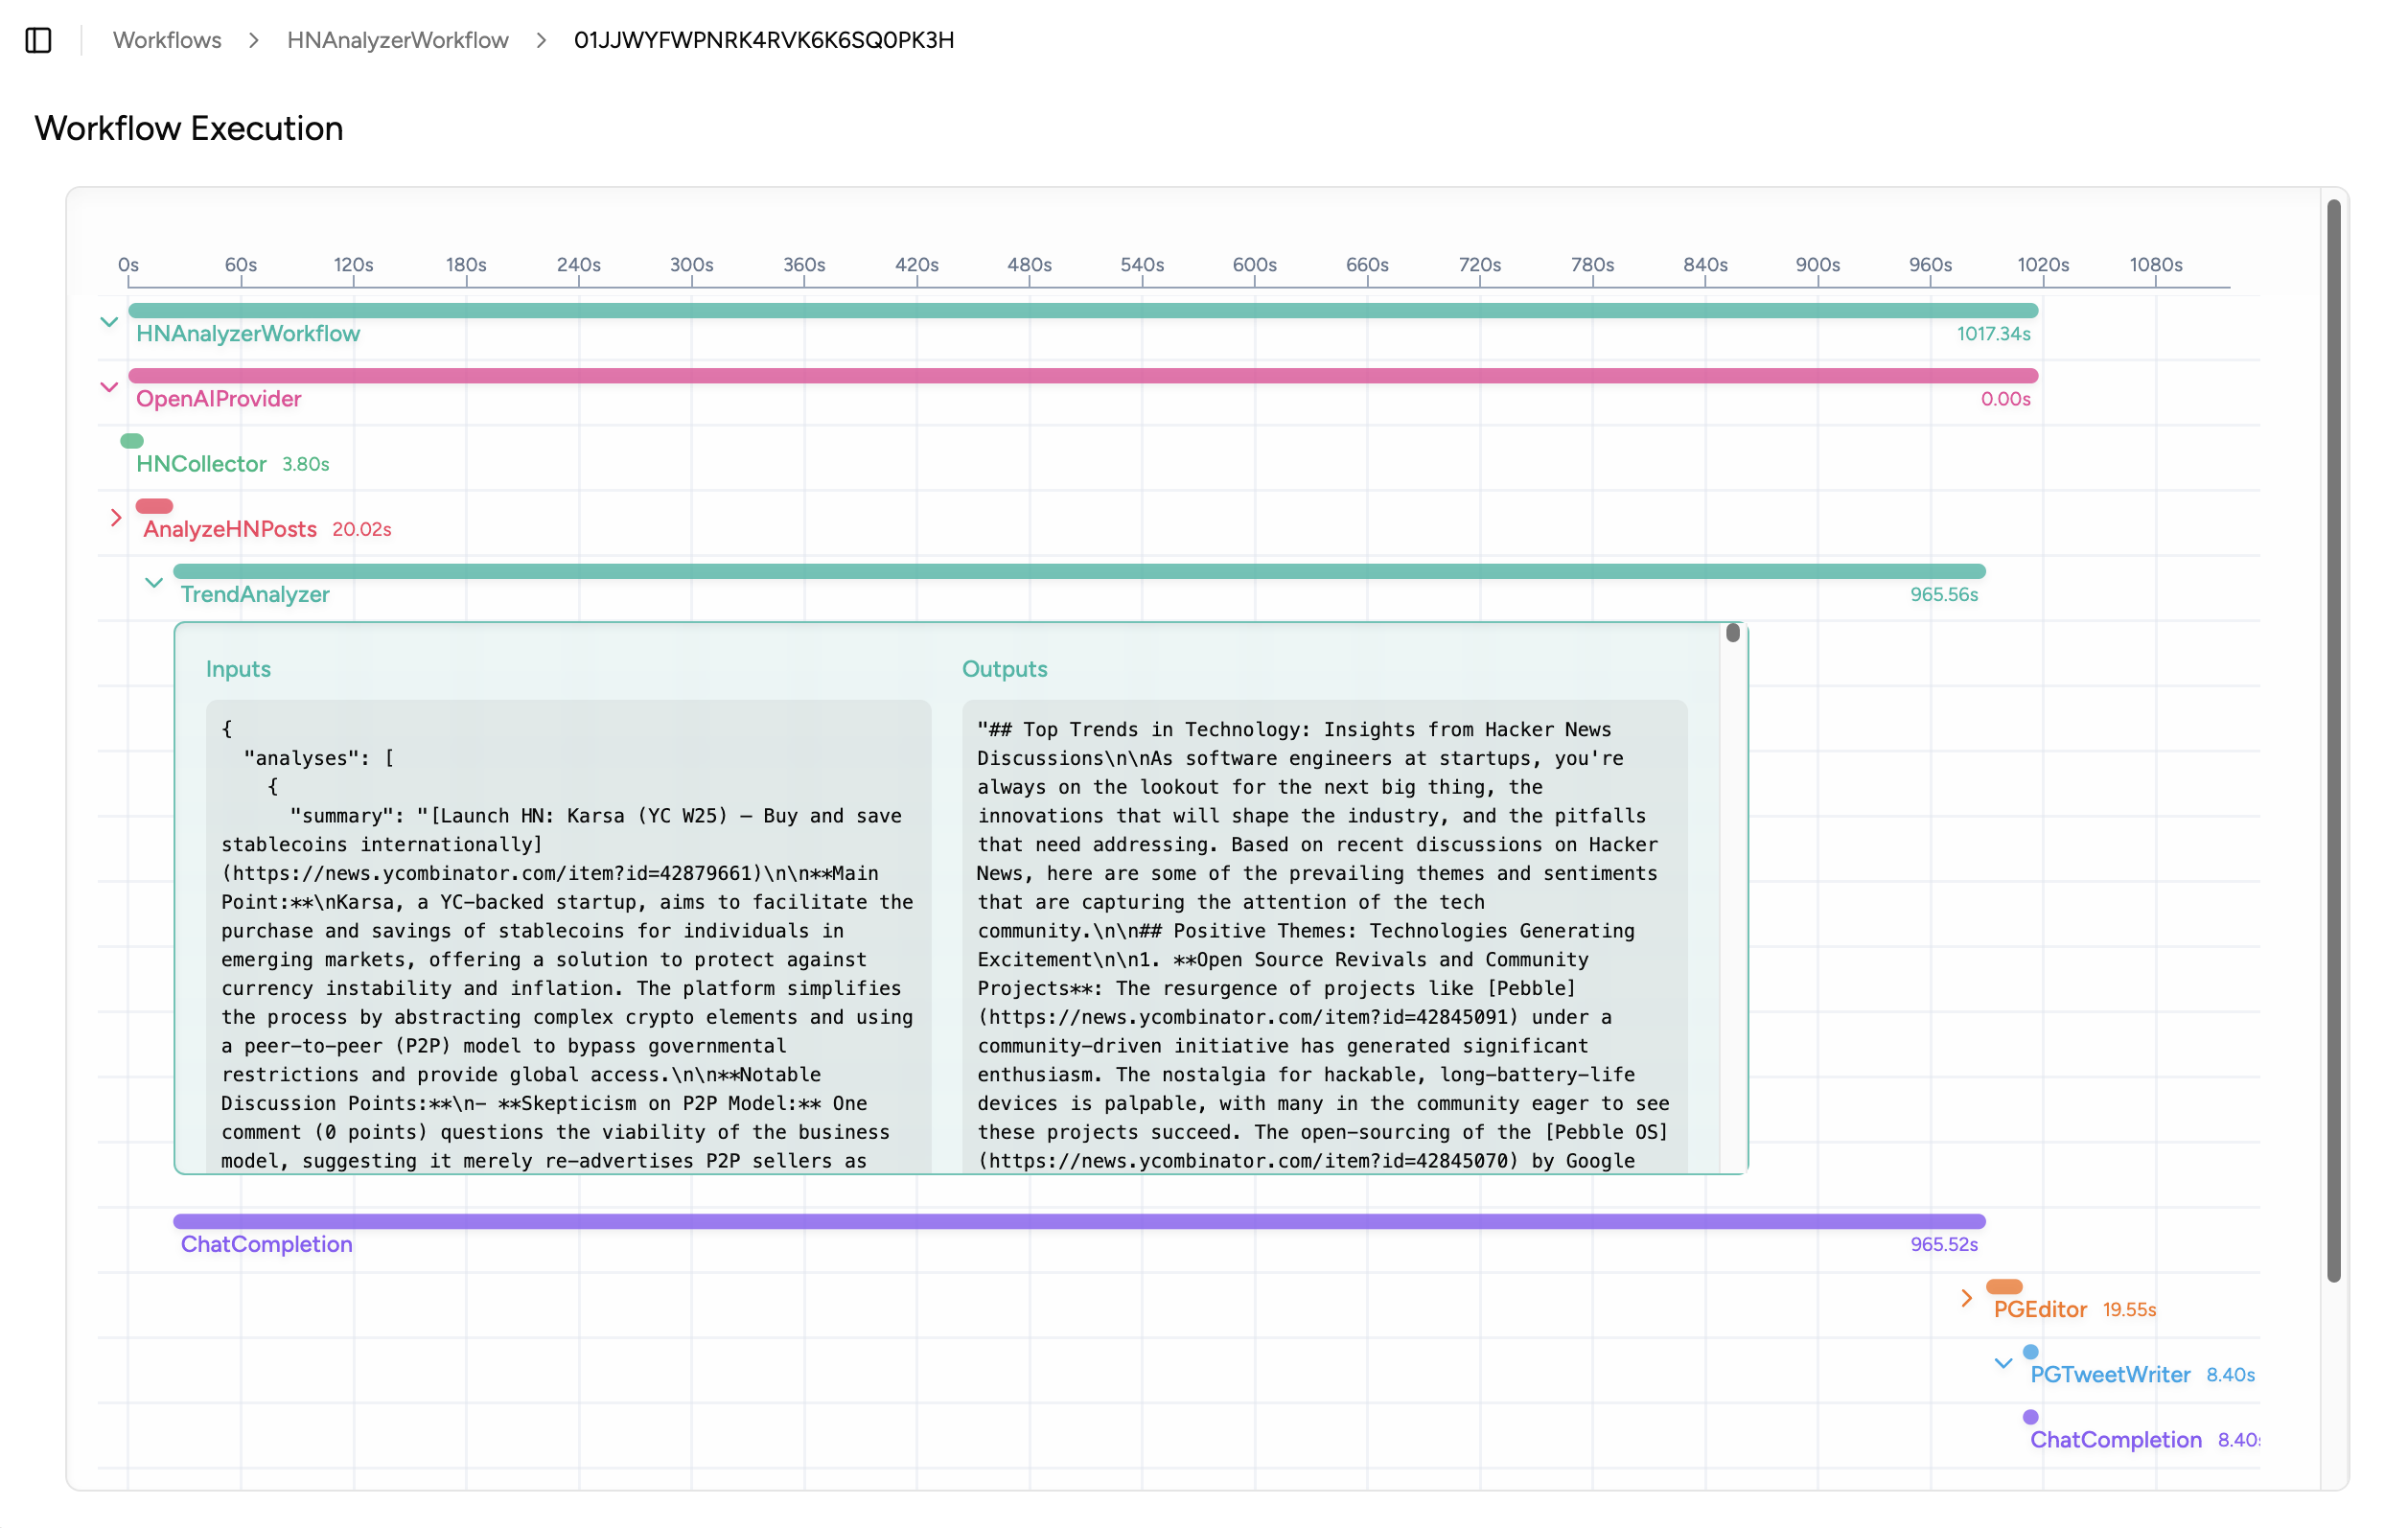 Workflows > HNAnalyzerWorkflow > 01JJWYFWPNRK4RVK6K6SQ0PK3H
Workflow Execution
0s 60s 120s 180s 240s 300s 360s 420s 480s 540s 600s 660s 720s 780s 840s 900s 960s 1020s 1080s
HNAnalyzerWorkflow 1017.34s
OpenAIProvider 0.00s
HNCollector 3.80s
AnalyzeHNPosts 20.02s
TrendAnalyzer 965.56s
Inputs
{
"analyses": [
{
"summary": "[Launch HN: Karsa (YC W25) – Buy and save
stablecoins internationally]
(https://news.ycombinator.com/item?id=42879661)\n\n**Main
Point:**\nKarsa, a YC-backed startup, aims to facilitate the
purchase and savings of stablecoins for individuals in
emerging markets, offering a solution to protect against
currency instability and inflation. The platform simplifies
the process by abstracting complex crypto elements and using
a peer-to-peer (P2P) model to bypass governmental
restrictions and provide global access.\n\n**Notable
Discussion Points:**\n- **Skepticism on P2P Model:** One
comment (0 points) questions the viability of the business
model, suggesting it merely re-advertises P2P sellers as
Outputs
"## Top Trends in Technology: Insights from Hacker News
Discussions\n\nAs software engineers at startups, you're
always on the lookout for the next big thing, the
innovations that will shape the industry, and the pitfalls
that need addressing. Based on recent discussions on Hacker
News, here are some of the prevailing themes and sentiments
that are capturing the attention of the tech
community.\n\n## Positive Themes: Technologies Generating
Excitement\n\n1. **Open Source Revivals and Community
Projects**: The resurgence of projects like [Pebble]
(https://news.ycombinator.com/item?id=42845091) under a
community-driven initiative has generated significant
enthusiasm. The nostalgia for hackable, long-battery-life
devices is palpable, with many in the community eager to see
these projects succeed. The open-sourcing of the [Pebble OS]
(https://news.ycombinator.com/item?id=42845070) by Google
ChatCompletion 965.52s
PGEditor 19.55s
PGTweetWriter 8.40s
ChatCompletion 8.40s